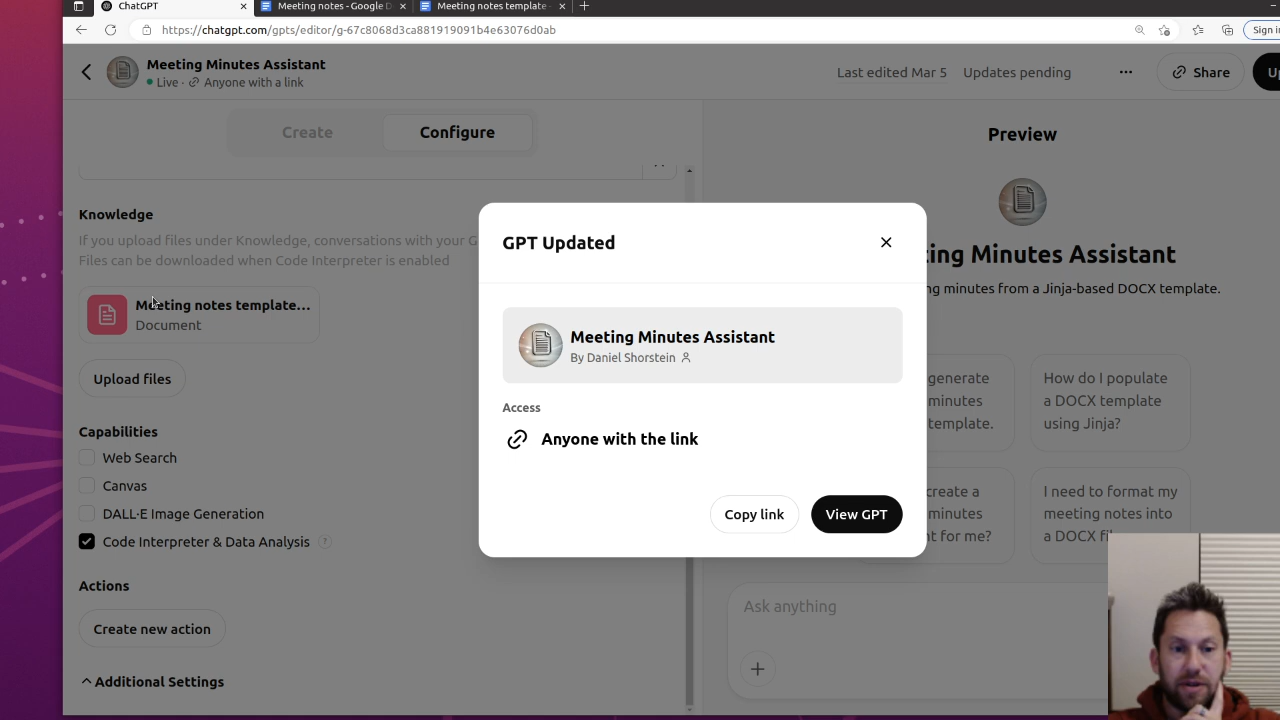 ChatGPT
Meeting notes - Google D
Meeting notes template -
https://chatgpt.com/gpts/editor/g-67c8068d3ca881919091b4e63076d0ab
Sign in
Meeting Minutes Assistant
Live · Anyone with a link
Last edited Mar 5
Updates pending
Share
Up
Create
Configure
Preview
Knowledge
If you upload files under Knowledge, conversations with your G
Files can be downloaded when Code Interpreter is enabled
Meeting notes template...
Document
Upload files
Capabilities
Web Search
Canvas
DALL·E Image Generation
Code Interpreter & Data Analysis ?
Actions
Create new action
Additional Settings
GPT Updated
Meeting Minutes Assistant
By Daniel Shorstein
Access
Anyone with the link
Copy link
View GPT
ting Minutes Assistant
ng minutes from a Jinja-based DOCX template.
generate
minutes
template.
How do I populate
a DOCX template
using Jinja?
create a
minutes
nt for me?
I need to format my
meeting notes into
a DOCX fi
Ask anything